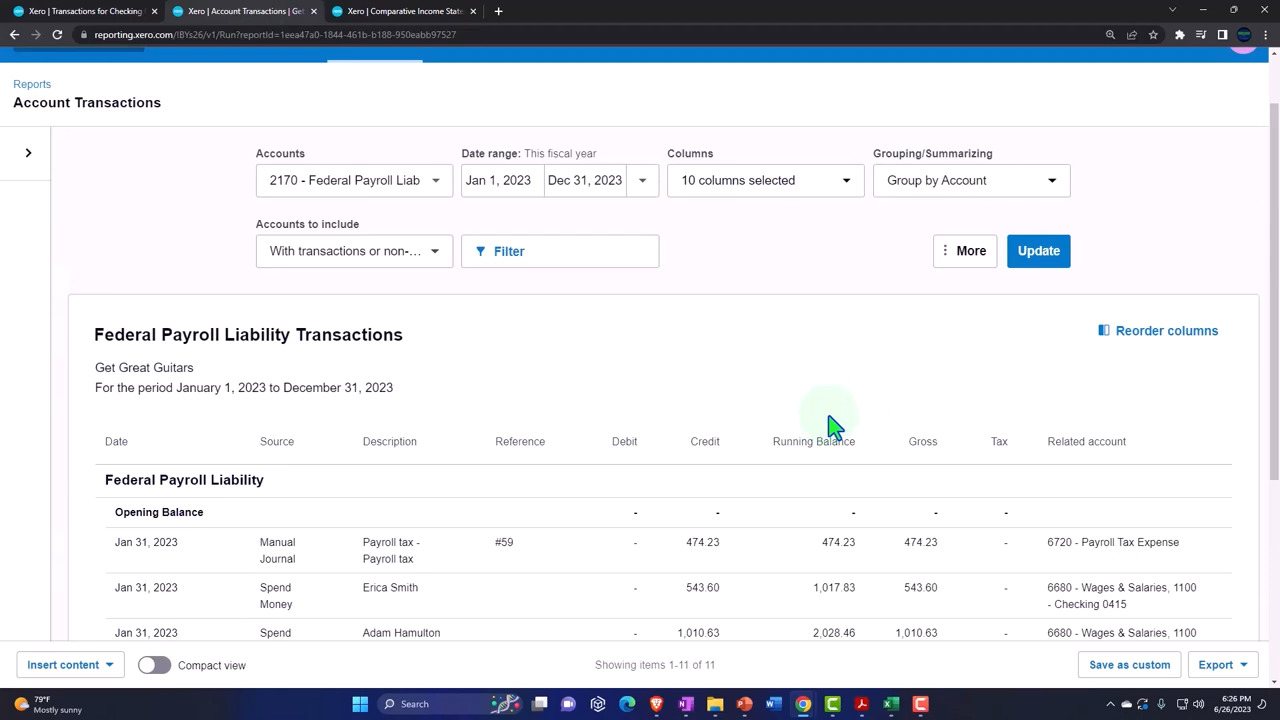 Xero | Transactions for Checking
Xero | Account Transactions | Get
Xero | Comparative Income State
reporting.xero.com/!BYs26/v1/Run?reportId=1eea47a0-1844-461b-b188-950eabb97527
Reports
Account Transactions
Accounts
Date range: This fiscal year
Columns
Grouping/Summarizing
2170 - Federal Payroll Liab
Jan 1, 2023
Dec 31, 2023
10 columns selected
Group by Account
Accounts to include
With transactions or non-...
Filter
More
Update
Federal Payroll Liability Transactions
Reorder columns
Get Great Guitars
For the period January 1, 2023 to December 31, 2023
Date Source Description Reference Debit Credit Running Balance Gross Tax Related account
Federal Payroll Liability
Opening Balance - - - - -
Jan 31, 2023 Manual Payroll tax - #59 - 474.23 474.23 474.23 - 6720 - Payroll Tax Expense
Journal Payroll tax
Jan 31, 2023 Spend Erica Smith - 543.60 1,017.83 543.60 - 6680 - Wages & Salaries, 1100
Money - Checking 0415
Jan 31, 2023 Spend Adam Hamulton - 1,010.63 2,028.46 1,010.63 - 6680 - Wages & Salaries, 1100
Insert content
Compact view
Showing items 1-11 of 11
Save as custom
Export
79°F
Mostly sunny
Search
6:26 PM
6/26/2023